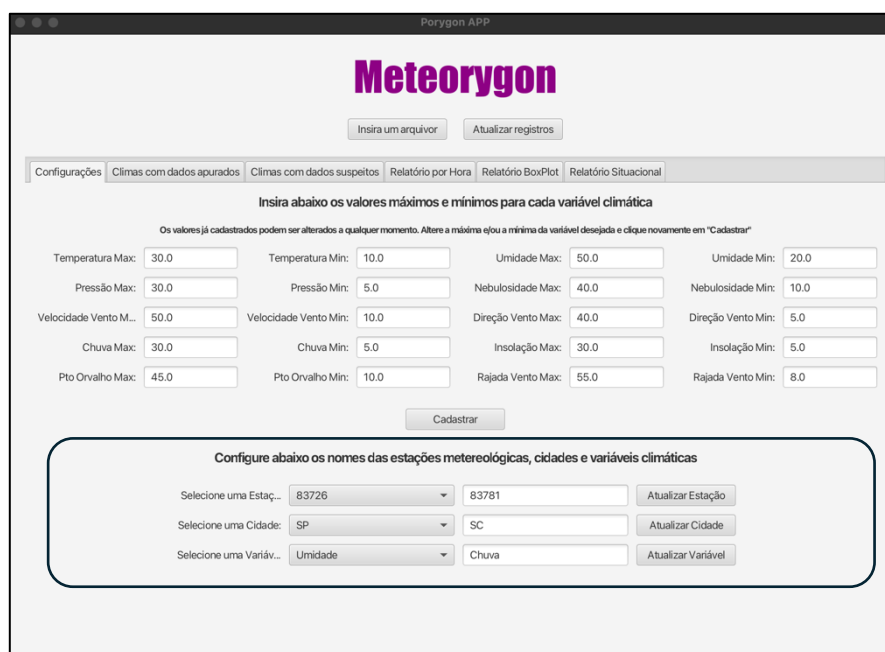 Porygon APP
Meteorygon
Insira um arquivor Atualizar registros
Configurações Climas com dados apurados Climas com dados suspeitos Relatório por Hora Relatório BoxPlot Relatório Situacional
Insira abaixo os valores máximos e mínimos para cada variável climática
Os valores já cadastrados podem ser alterados a qualquer momento. Altere a máxima e/ou a mínima da variável desejada e clique novamente em "Cadastrar"
Temperatura Max: 30.0 Temperatura Min: 10.0 Umidade Max: 50.0 Umidade Min: 20.0
Pressão Max: 30.0 Pressão Min: 5.0 Nebulosidade Max: 40.0 Nebulosidade Min: 10.0
Velocidade Vento M... 50.0 Velocidade Vento Min: 10.0 Direção Vento Max: 40.0 Direção Vento Min: 5.0
Chuva Max: 30.0 Chuva Min: 5.0 Insolação Max: 30.0 Insolação Min: 5.0
Pto Orvalho Max: 45.0 Pto Orvalho Min: 10.0 Rajada Vento Max: 55.0 Rajada Vento Min: 8.0
Cadastrar
Configure abaixo os nomes das estações metereológicas, cidades e variáveis climáticas
Selecione uma Estaç... 83726 83781 Atualizar Estação
Selecione uma Cidade: SP SC Atualizar Cidade
Selecione uma Variáv... Umidade Chuva Atualizar Variável